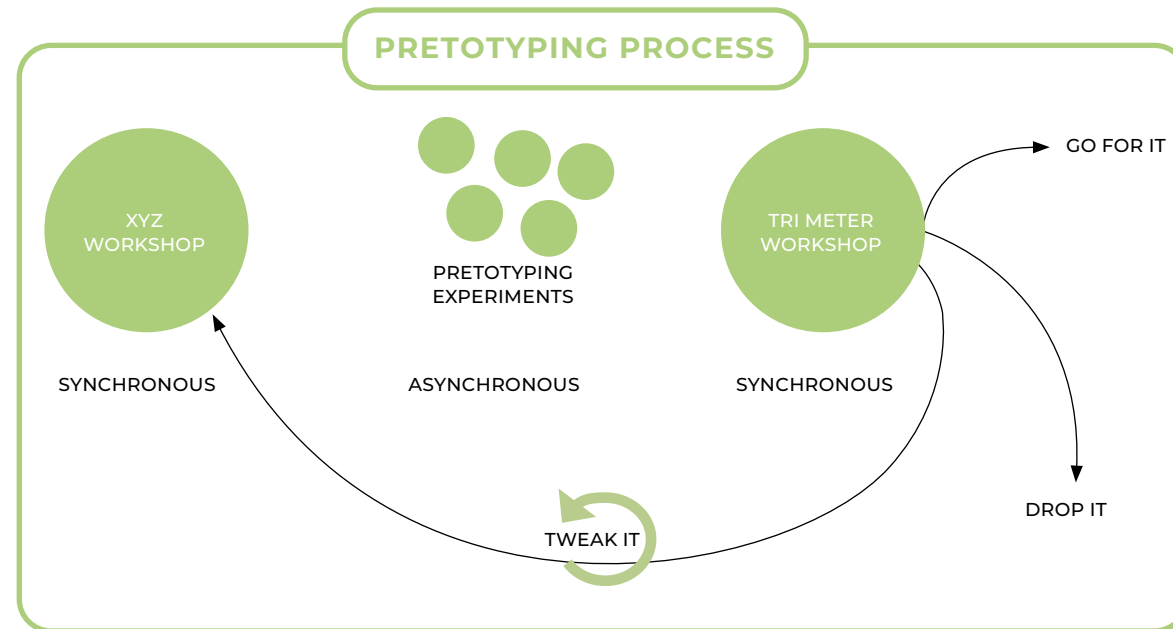 PRETOTYPING PROCESS
XYZ
WORKSHOP
PRETOTYPING
EXPERIMENTS
TRI METER
WORKSHOP
GO FOR IT
SYNCHRONOUS
ASYNCHRONOUS
SYNCHRONOUS
DROP IT
TWEAK IT